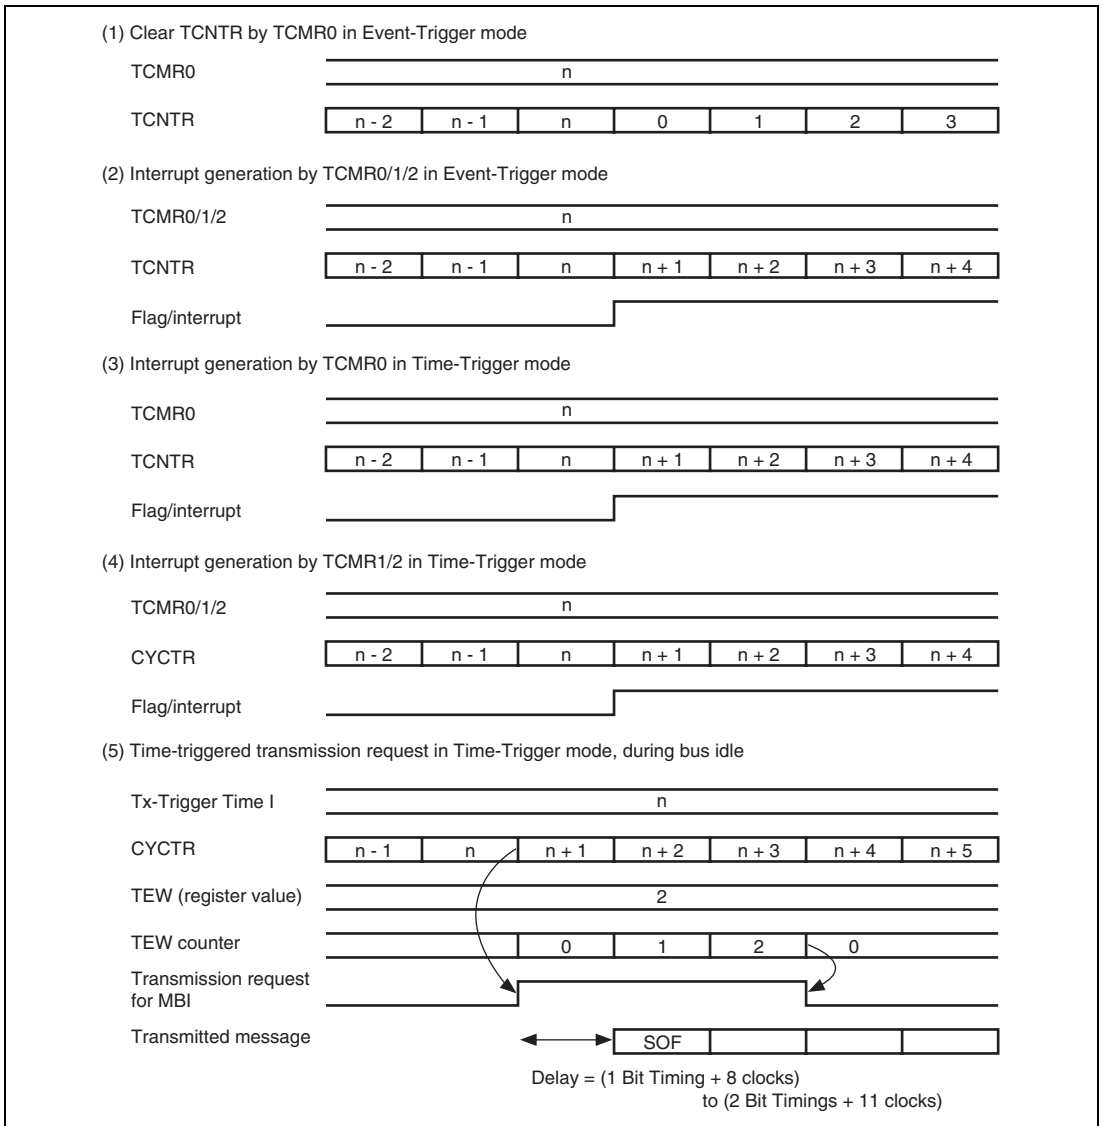 (1) Clear TCNTR by TCMR0 in Event-Trigger mode
TCMR0 n
TCNTR n - 2 n - 1 n 0 1 2 3
(2) Interrupt generation by TCMR0/1/2 in Event-Trigger mode
TCMR0/1/2 n
TCNTR n - 2 n - 1 n n + 1 n + 2 n + 3 n + 4
Flag/interrupt
(3) Interrupt generation by TCMR0 in Time-Trigger mode
TCMR0 n
TCNTR n - 2 n - 1 n n + 1 n + 2 n + 3 n + 4
Flag/interrupt
(4) Interrupt generation by TCMR1/2 in Time-Trigger mode
TCMR0/1/2 n
CYCTR n - 2 n - 1 n n + 1 n + 2 n + 3 n + 4
Flag/interrupt
(5) Time-triggered transmission request in Time-Trigger mode, during bus idle
Tx-Trigger Time I n
CYCTR n - 1 n n + 1 n + 2 n + 3 n + 4 n + 5
TEW (register value) 2
TEW counter 0 1 2 0
Transmission request
for MBI
Transmitted message SOF
Delay = (1 Bit Timing + 8 clocks)
to (2 Bit Timings + 11 clocks)